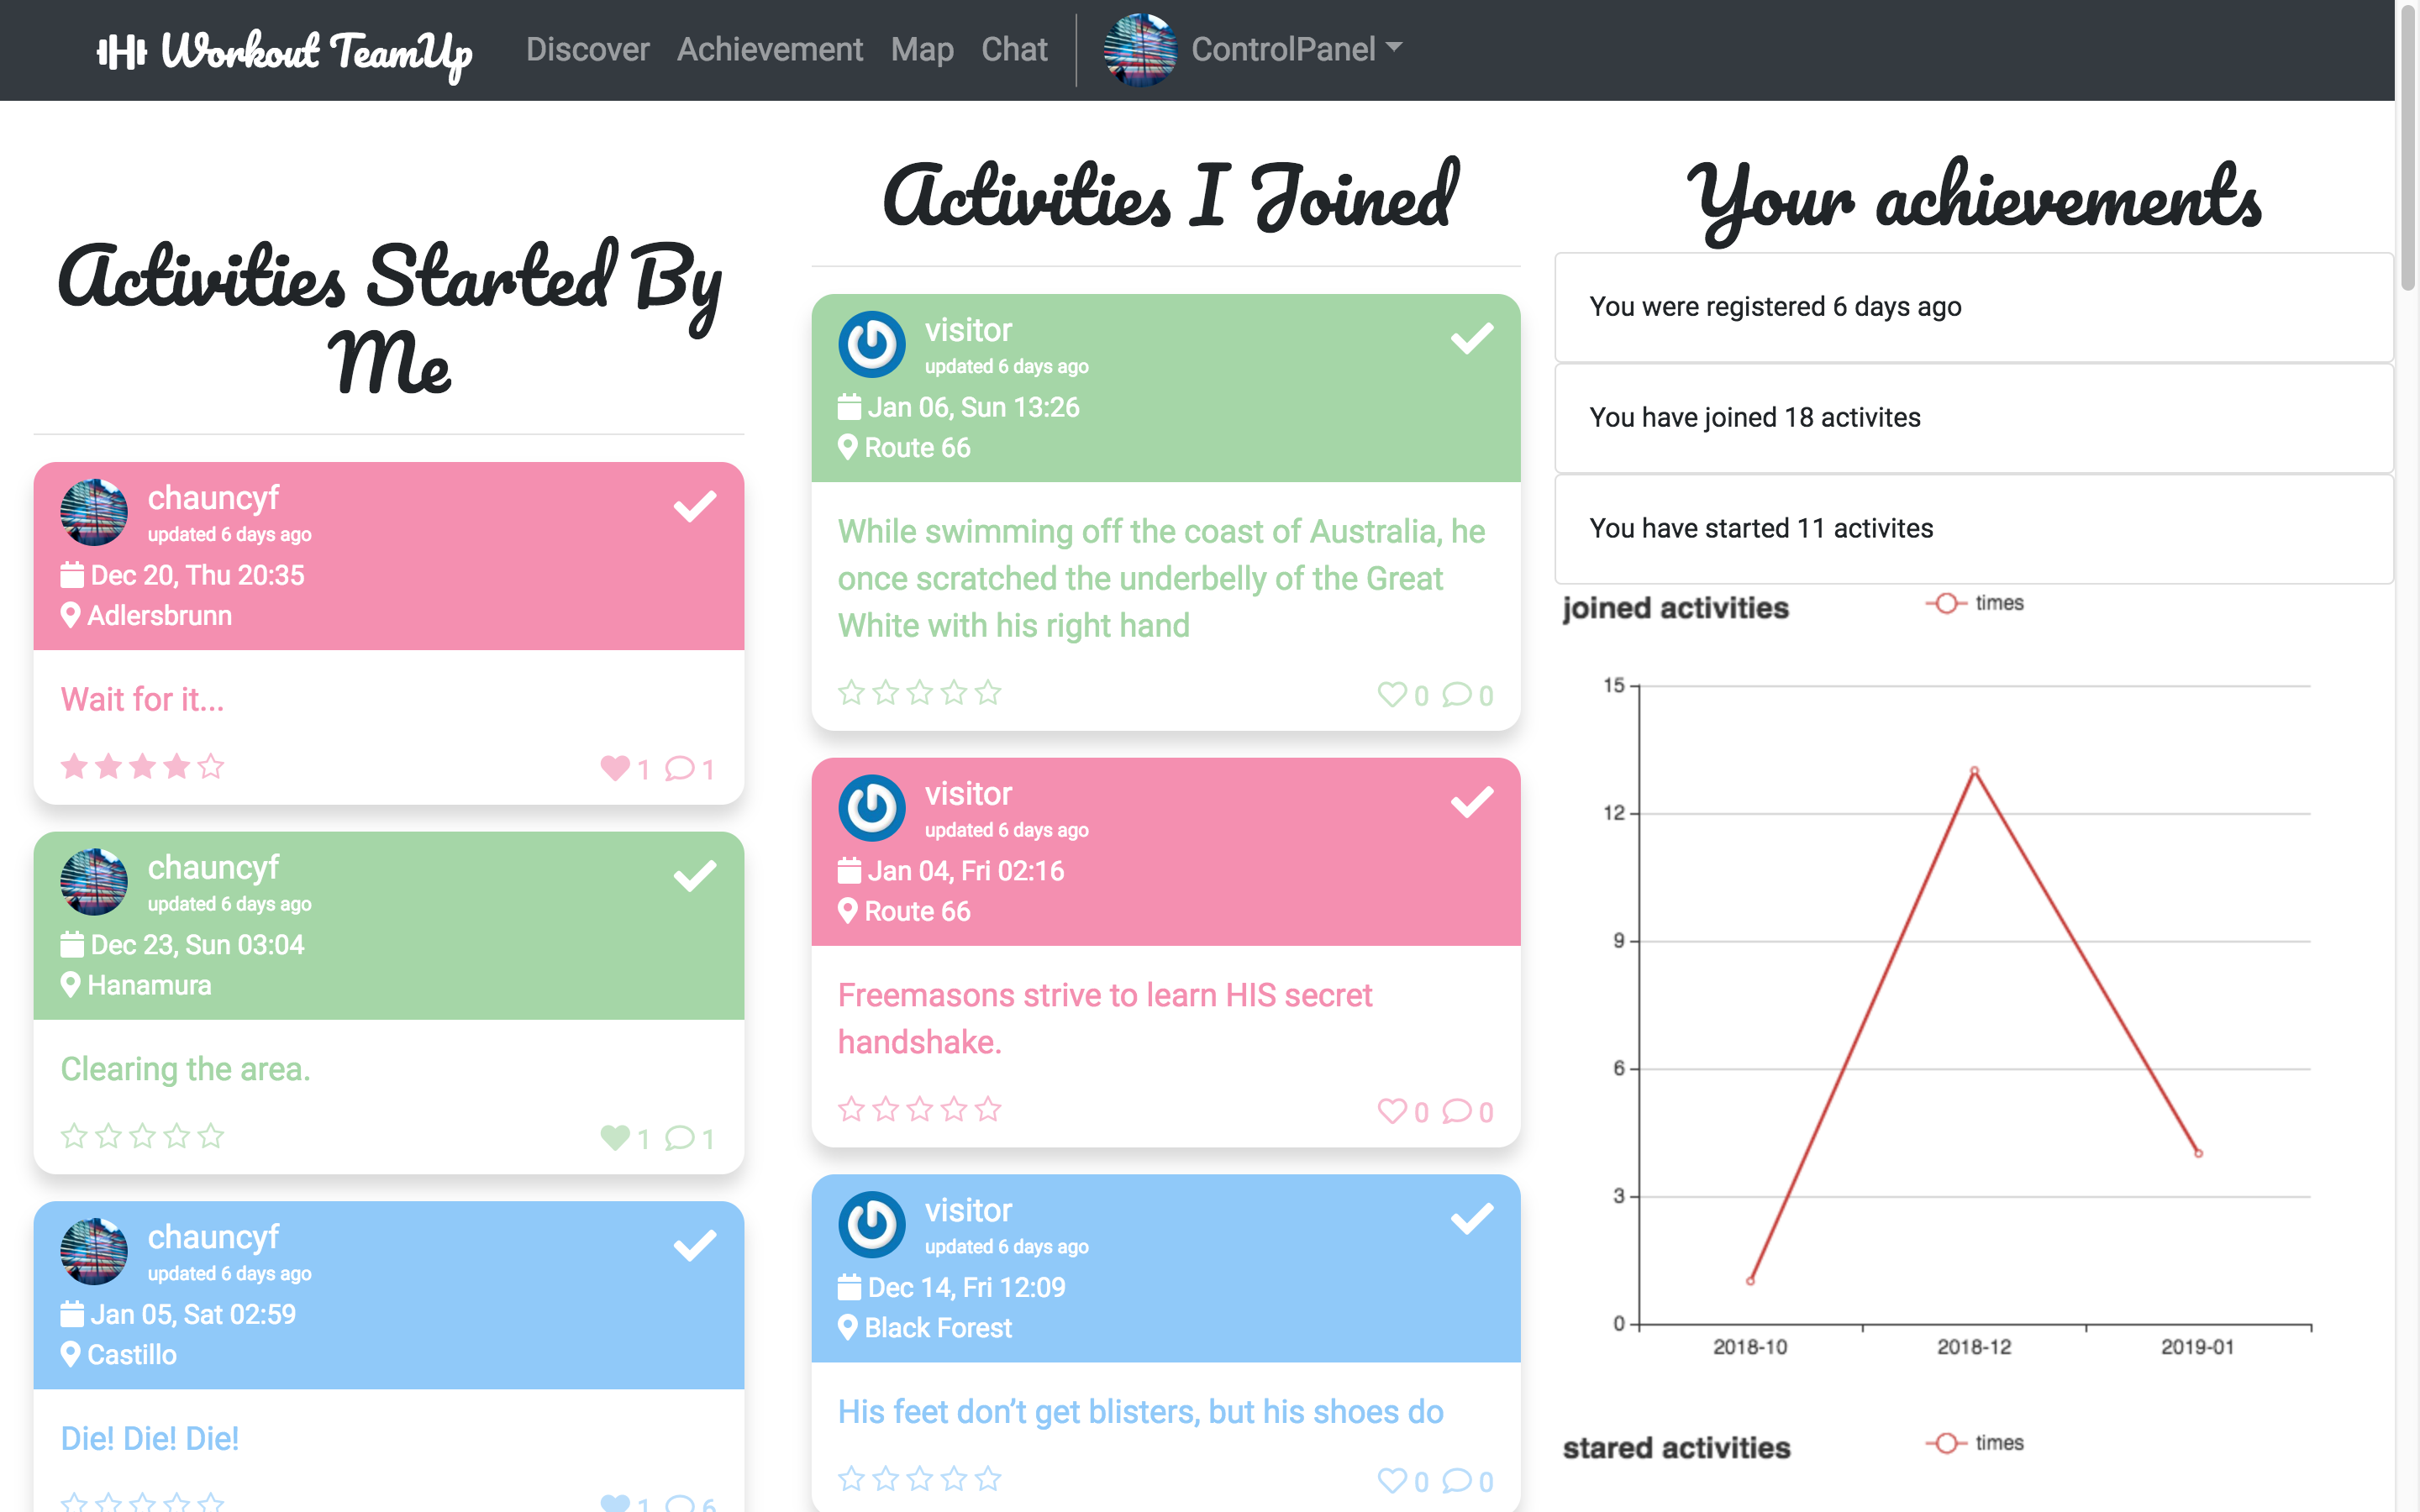 Workout TeamUp Discover Achievement Map Chat ControlPanel
Activities Started By
Me
chauncyf
updated 6 days ago
Dec 20, Thu 20:35
Adlersbrunn
Wait for it...
1 1
chauncyf
updated 6 days ago
Dec 23, Sun 03:04
Hanamura
Clearing the area.
1 1
chauncyf
updated 6 days ago
Jan 05, Sat 02:59
Castillo
Die! Die! Die!
1 6
Activities I Joined
visitor
updated 6 days ago
Jan 06, Sun 13:26
Route 66
While swimming off the coast of Australia, he
once scratched the underbelly of the Great
White with his right hand
0 0
visitor
updated 6 days ago
Jan 04, Fri 02:16
Route 66
Freemasons strive to learn HIS secret
handshake.
0 0
visitor
updated 6 days ago
Dec 14, Fri 12:09
Black Forest
His feet don’t get blisters, but his shoes do
0 0
Your achievements
You were registered 6 days ago
You have joined 18 activites
You have started 11 activites
joined activities times
15
12
9
6
3
0
2018-10 2018-12 2019-01
stared activities times